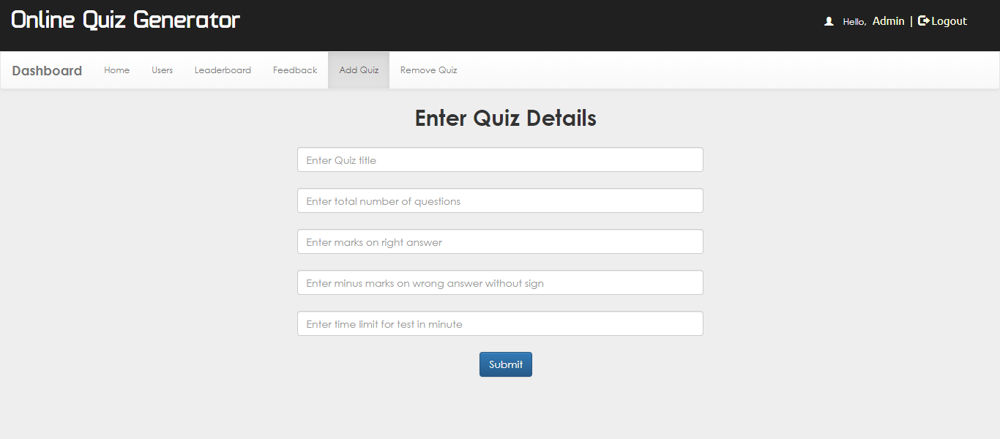 Online Quiz Generator
Hello, Admin | Logout
Dashboard Home Users Leaderboard Feedback Add Quiz Remove Quiz
Enter Quiz Details
Enter Quiz title
Enter total number of questions
Enter marks on right answer
Enter minus marks on wrong answer without sign
Enter time limit for test in minute
Submit